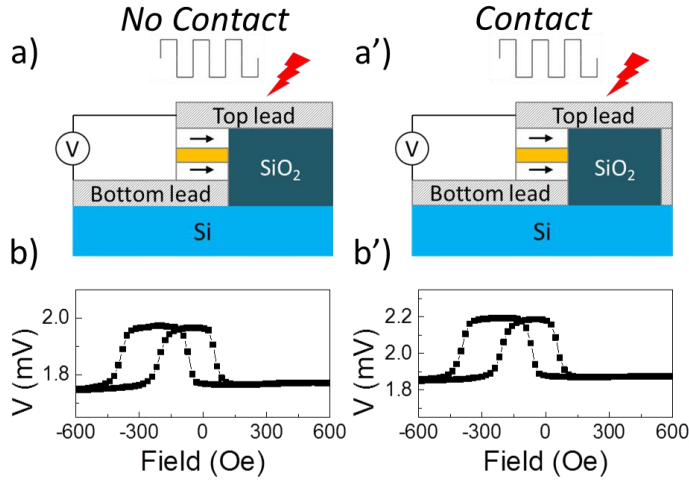 No Contact
Contact
a)
a')
Top lead
Top lead
V
V
SiO₂
SiO₂
Bottom lead
Bottom lead
Si
Si
b)
b')
V (mV)
2.0
1.8
-600 -300 0 300 600
Field (Oe)
V (mV)
2.2
2.0
1.8
-600 -300 0 300 600
Field (Oe)